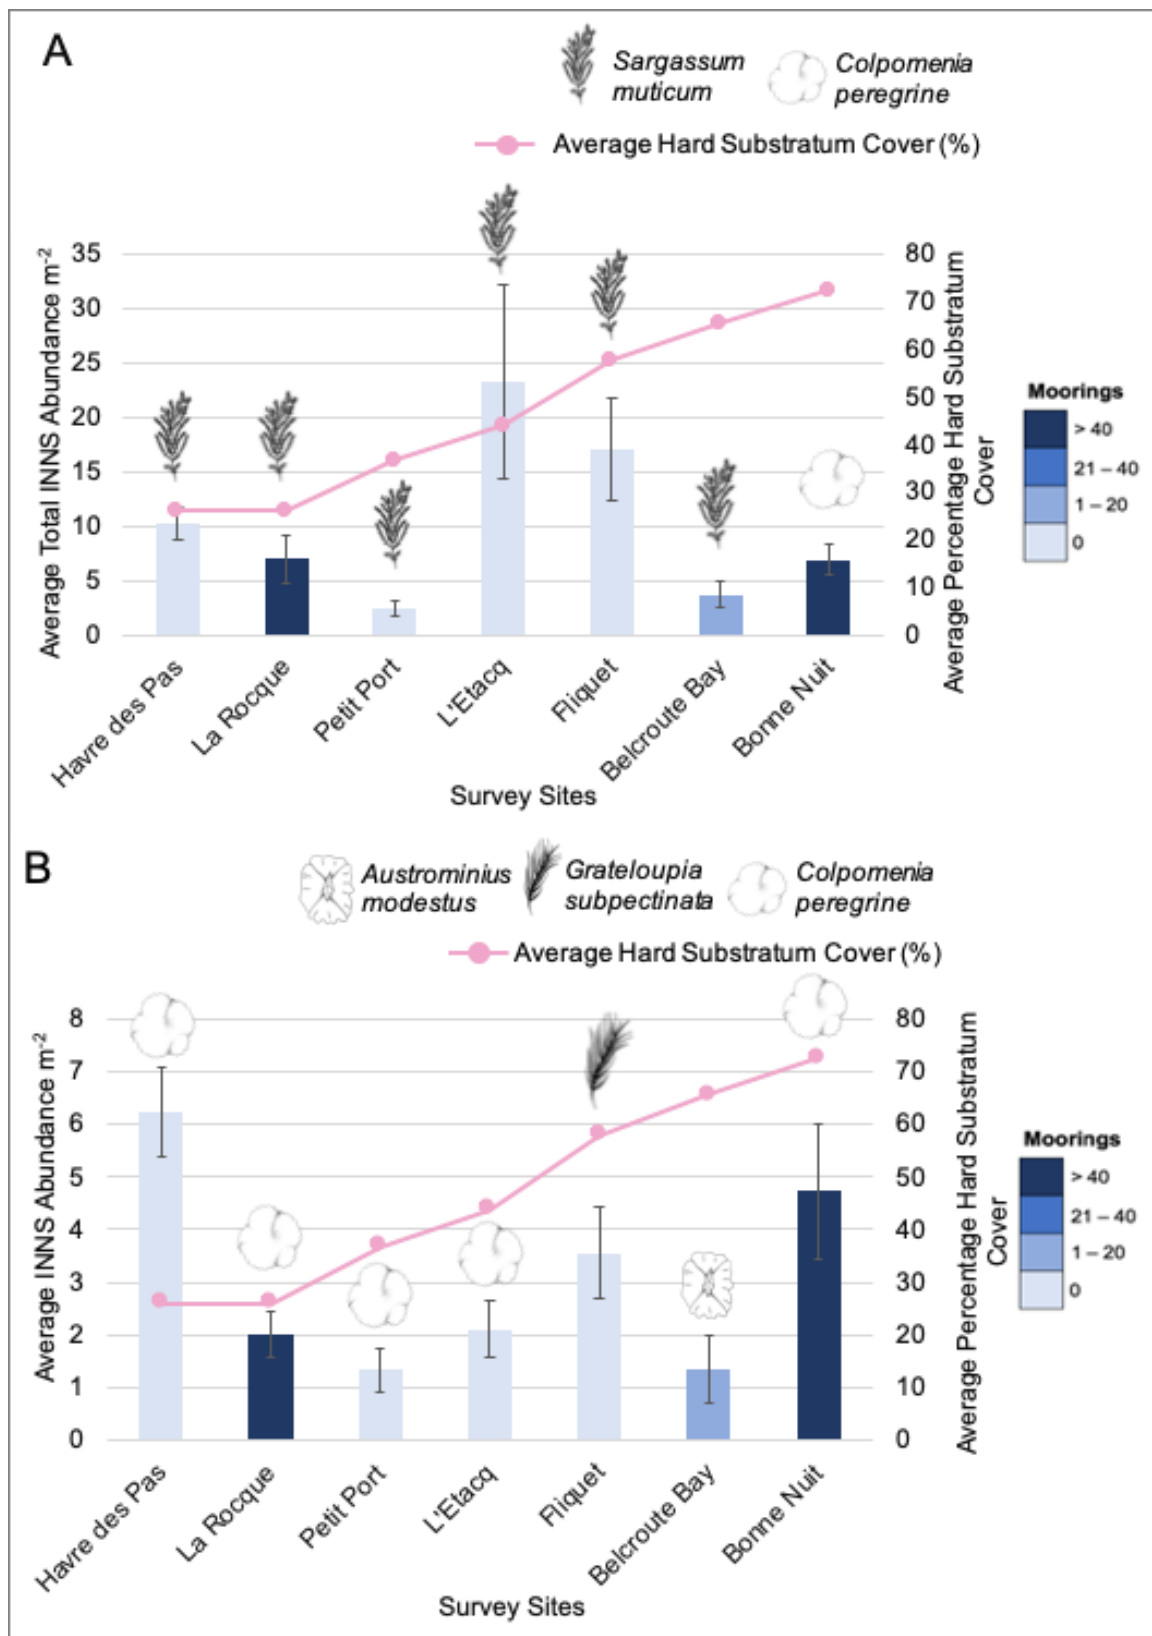 A
Sargassum
muticum
Colpomenia
peregrine
Average Hard Substratum Cover (%)
Average Total INNS Abundance m-2
35
30
25
20
15
10
5
0
80
70
60
50
40
30
20
10
0
Average Percentage Hard Substratum
Cover
Moorings
> 40
21 – 40
1 – 20
0
Havre des Pas
La Rocque
Petit Port
L'Etacq
Fliquet
Belcroute Bay
Bonne Nuit
Survey Sites
B
Austrominius
modestus
Grateloupia
subpectinata
Colpomenia
peregrine
Average Hard Substratum Cover (%)
Average INNS Abundance m-2
8
7
6
5
4
3
2
1
0
80
70
60
50
40
30
20
10
0
Average Percentage Hard Substratum
Cover
Moorings
> 40
21 – 40
1 – 20
0
Havre des Pas
La Rocque
Petit Port
L'Etacq
Fliquet
Belcroute Bay
Bonne Nuit
Survey Sites